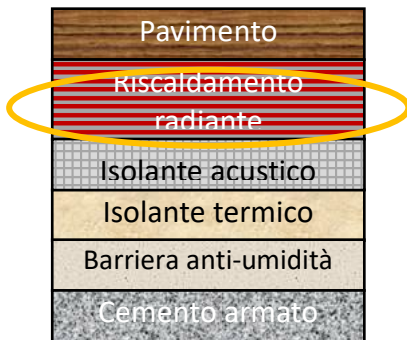 Pavimento
Riscaldamento
radiante
Isolante acustico
Isolante termico
Barriera anti-umidità
Cemento armato